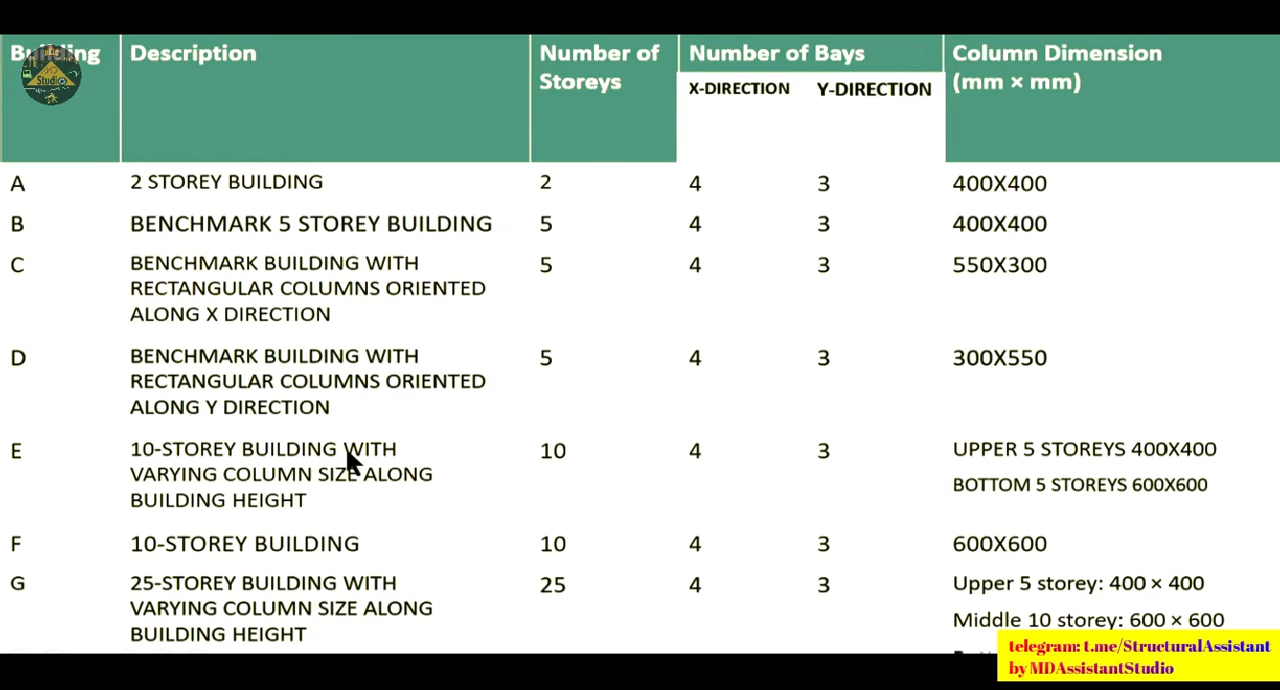 Building Description Number of Storeys Number of Bays Column Dimension (mm × mm)
X-DIRECTION Y-DIRECTION
Studio
A 2 STOREY BUILDING 2 4 3 400X400
B BENCHMARK 5 STOREY BUILDING 5 4 3 400X400
C BENCHMARK BUILDING WITH 5 4 3 550X300
RECTANGULAR COLUMNS ORIENTED
ALONG X DIRECTION
D BENCHMARK BUILDING WITH 5 4 3 300X550
RECTANGULAR COLUMNS ORIENTED
ALONG Y DIRECTION
E 10-STOREY BUILDING WITH 10 4 3 UPPER 5 STOREYS 400X400
VARYING COLUMN SIZE ALONG BOTTOM 5 STOREYS 600X600
BUILDING HEIGHT
F 10-STOREY BUILDING 10 4 3 600X600
G 25-STOREY BUILDING WITH 25 4 3 Upper 5 storey: 400 × 400
VARYING COLUMN SIZE ALONG Middle 10 storey: 600 × 600
BUILDING HEIGHT
telegram: t.me/StructuralAssistant
by MDAssistantStudio